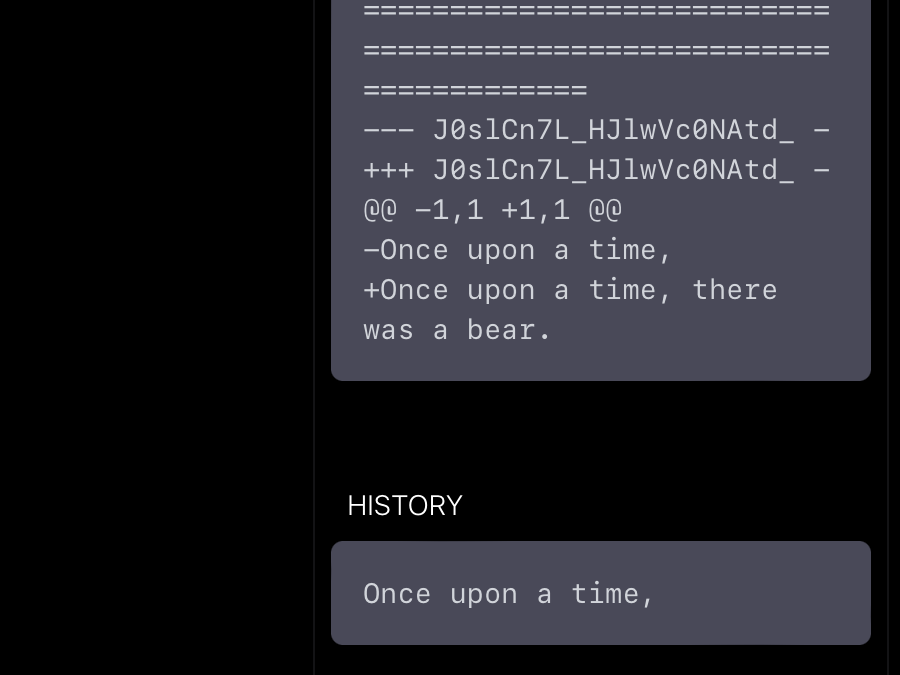 ===========================
===========================
=============
--- J0slCn7L_HJlwVc0NAtd_ -
+++ J0slCn7L_HJlwVc0NAtd_ -
@@ -1,1 +1,1 @@
-Once upon a time,
+Once upon a time, there
was a bear.
HISTORY
Once upon a time,